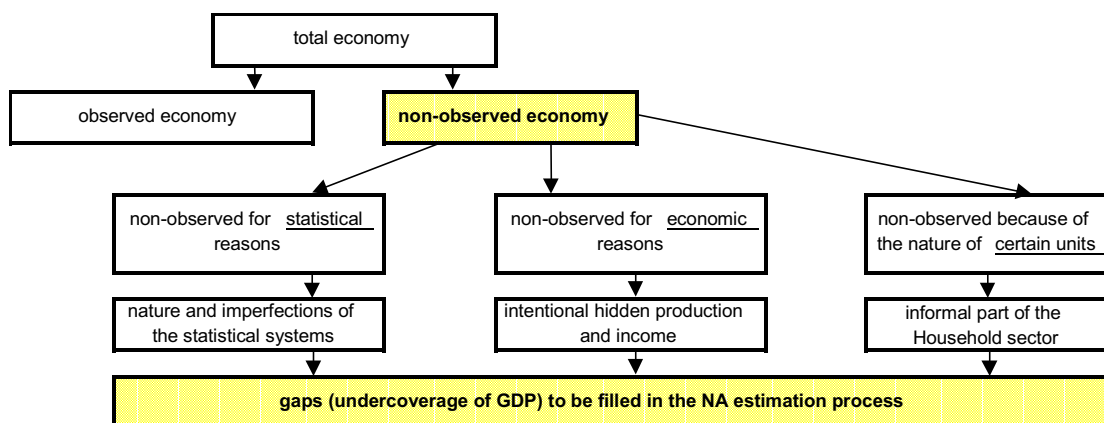 total economy
observed economy
non-observed economy
non-observed for statistical
reasons
non-observed for economic
reasons
non-observed because of
the nature of certain units
nature and imperfections of
the statistical systems
intentional hidden production
and income
informal part of the
Household sector
gaps (undercoverage of GDP) to be filled in the NA estimation process